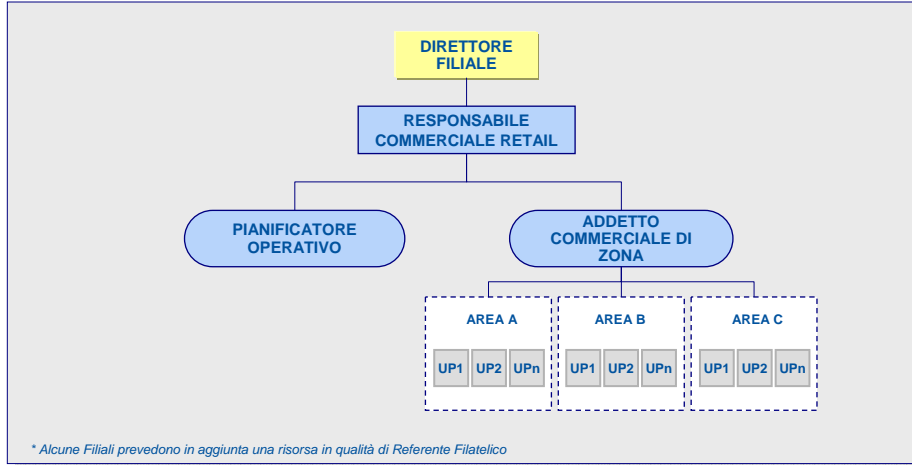 DIRETTORE
FILIALE
RESPONSABILE
COMMERCIALE RETAIL
PIANIFICATORE
OPERATIVO
ADDETTO
COMMERCIALE DI
ZONA
AREA A
AREA B
AREA C
UP1 UP2 UPn
UP1 UP2 UPn
UP1 UP2 UPn
* Alcune Filiali prevedono in aggiunta una risorsa in qualità di Referente Filatelico